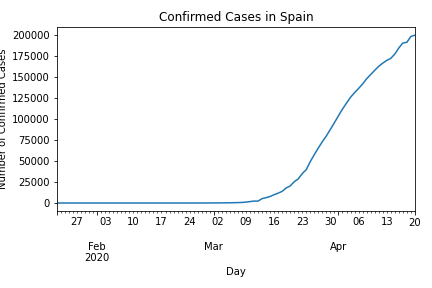 Confirmed Cases in Spain
Number of Confirmed Cases
200000
175000
150000
125000
100000
75000
50000
25000
0
27 03 10 17 24 02 09 16 23 30 06 13 20
Feb Mar Apr
2020
Day